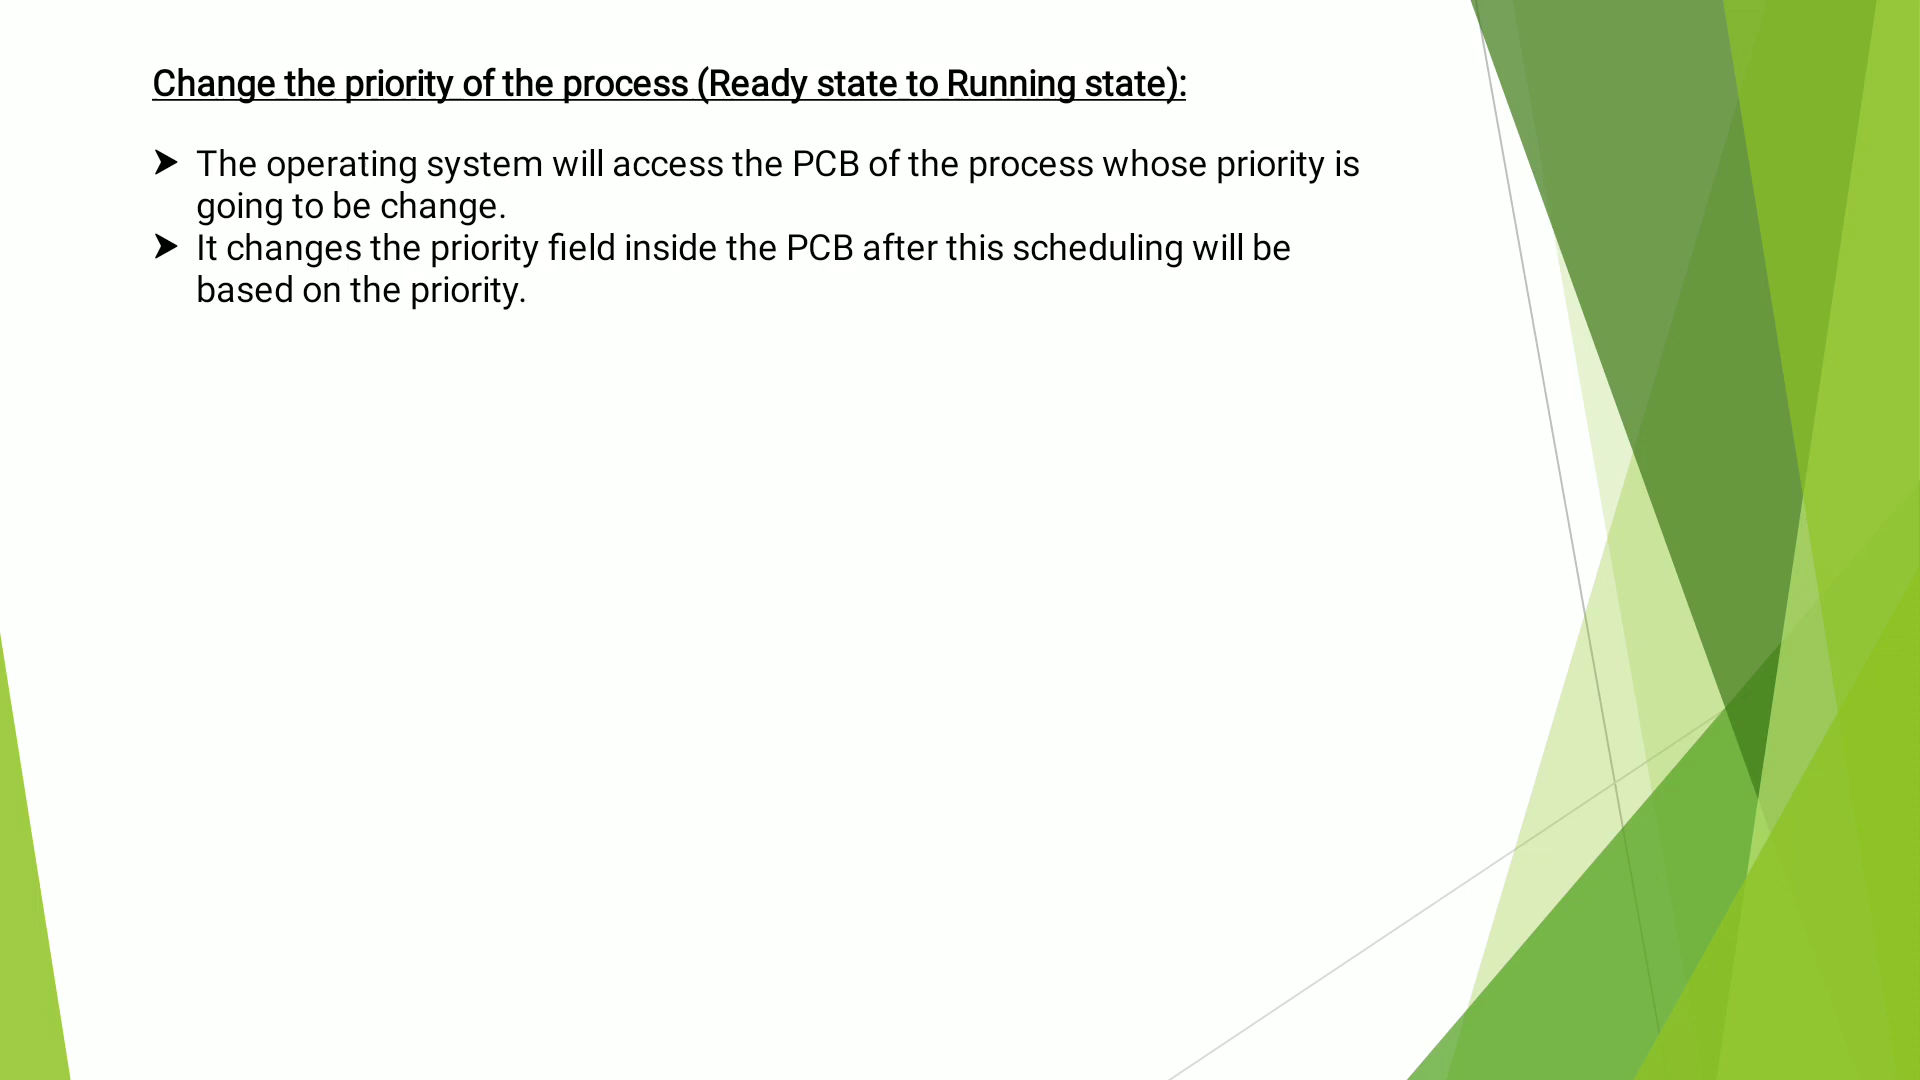 Change the priority of the process (Ready state to Running state):
➤ The operating system will access the PCB of the process whose priority is
going to be change.
➤ It changes the priority field inside the PCB after this scheduling will be
based on the priority.